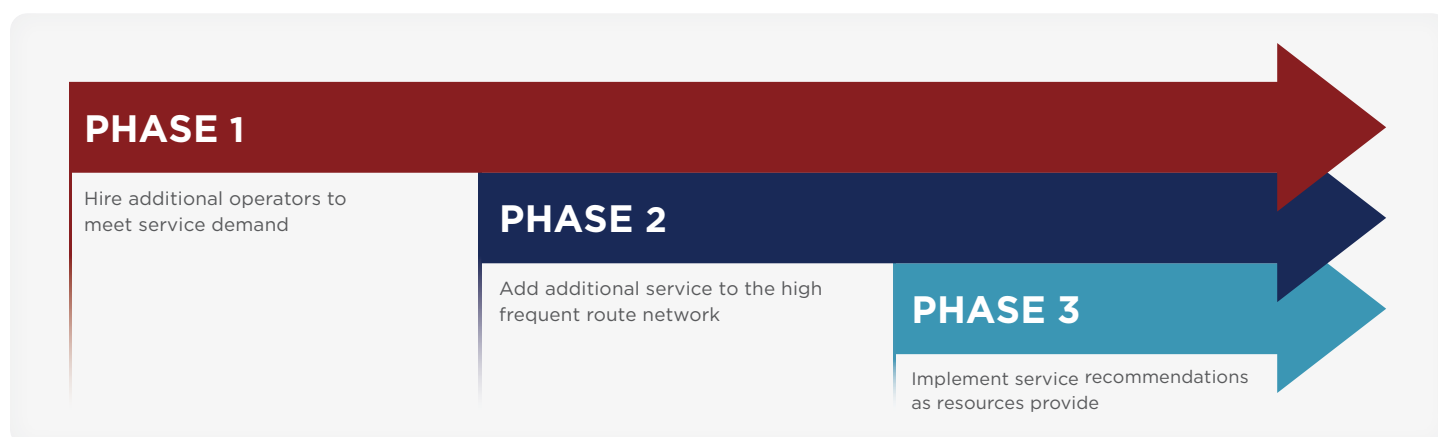 PHASE 1
Hire additional operators to
meet service demand
PHASE 2
Add additional service to the high
frequent route network
PHASE 3
Implement service recommendations
as resources provide